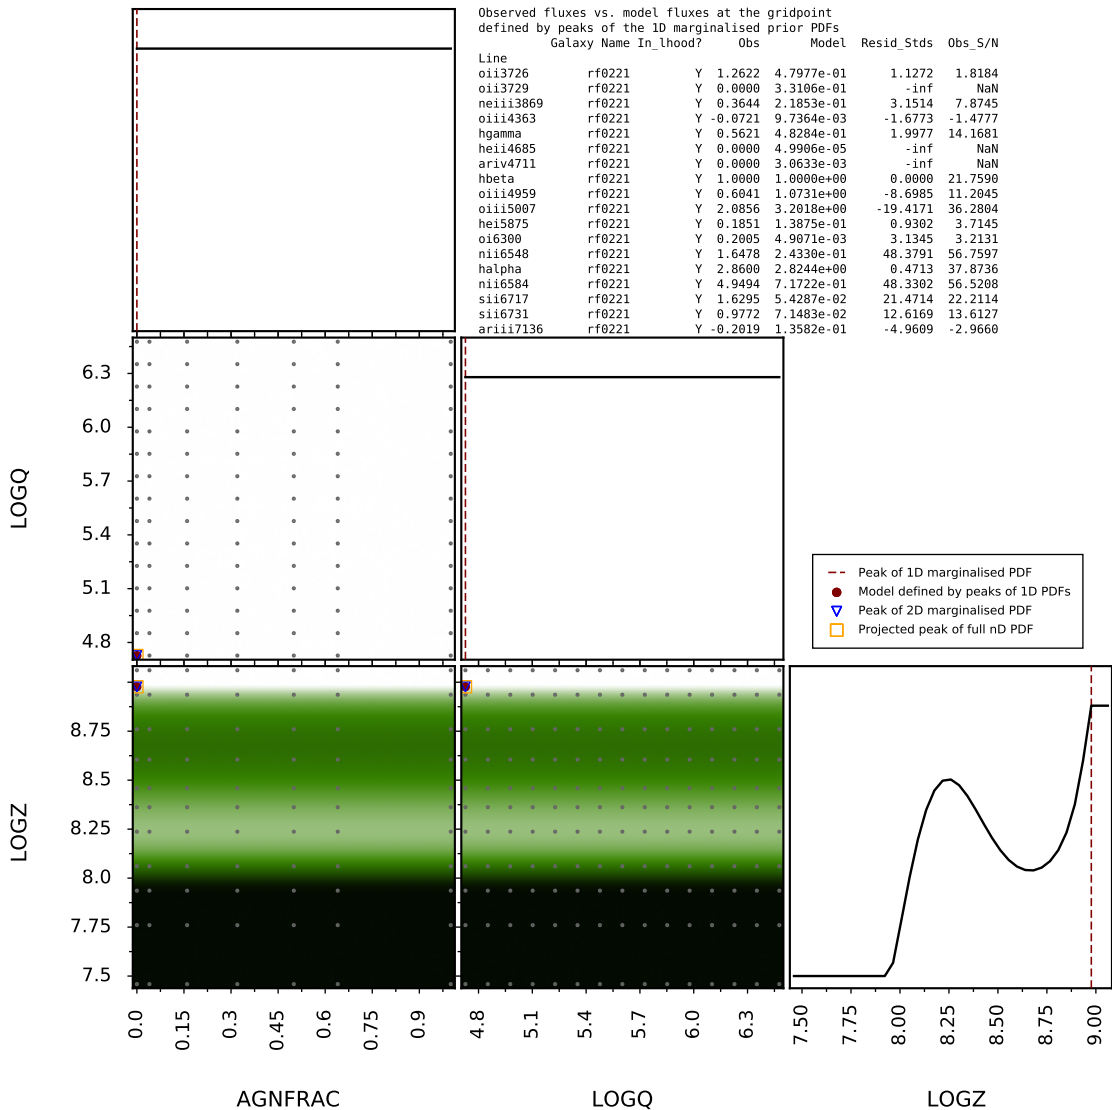 Observed fluxes vs. model fluxes at the gridpoint
defined by peaks of the 1D marginalised prior PDFs
Galaxy Name In_lhood? Obs Model Resid_Stds Obs_S/N
Line
oii3726 rf0221 Y 1.2622 4.7977e-01 1.1272 1.8184
oii3729 rf0221 Y 0.0000 3.3106e-01 -inf NaN
neiii3869 rf0221 Y 0.3644 2.1853e-01 3.1514 7.8745
oiii4363 rf0221 Y -0.0721 9.7364e-03 -1.6773 -1.4777
hgamma rf0221 Y 0.5621 4.8284e-01 1.9977 14.1681
heii4685 rf0221 Y 0.0000 4.9906e-05 -inf NaN
ariv4711 rf0221 Y 0.0000 3.0633e-03 -inf NaN
hbeta rf0221 Y 1.0000 1.0000e+00 0.0000 21.7590
oiii4959 rf0221 Y 0.6041 1.0731e+00 -8.6985 11.2045
oiii5007 rf0221 Y 2.0856 3.2018e+00 -19.4171 36.2804
hei5875 rf0221 Y 0.1851 1.3875e-01 0.9302 3.7145
oi6300 rf0221 Y 0.2005 4.9071e-03 3.1345 3.2131
nii6548 rf0221 Y 1.6478 2.4330e-01 48.3791 56.7597
halpha rf0221 Y 2.8600 2.8244e+00 0.4713 37.8736
nii6584 rf0221 Y 4.9494 7.1722e-01 48.3302 56.5208
sii6717 rf0221 Y 1.6295 5.4287e-02 21.4714 22.2114
sii6731 rf0221 Y 0.9772 7.1483e-02 12.6169 13.6127
ariii7136 rf0221 Y -0.2019 1.3582e-01 -4.9609 -2.9660
6.3
6.0
5.7
5.4
5.1
4.8
LOGQ
Peak of 1D marginalised PDF
Model defined by peaks of 1D PDFs
Peak of 2D marginalised PDF
Projected peak of full nD PDF
8.75
8.5
8.25
8.0
7.75
7.5
LOGZ
0.0 0.15 0.3 0.45 0.6 0.75 0.9
4.8 5.1 5.4 5.7 6.0 6.3
7.50 7.75 8.00 8.25 8.50 8.75 9.00
AGNFRAC LOGQ LOGZ